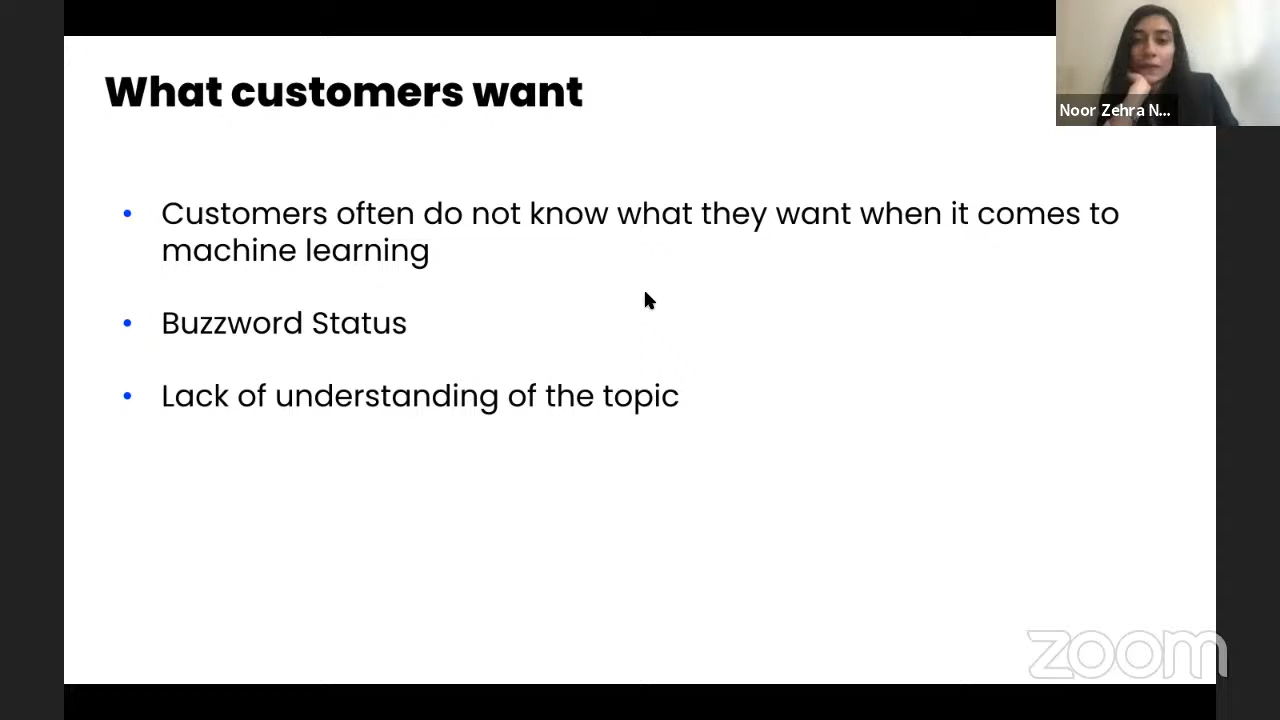 What customers want
Noor Zehra N...
• Customers often do not know what they want when it comes to
machine learning
• Buzzword Status
• Lack of understanding of the topic
zoom